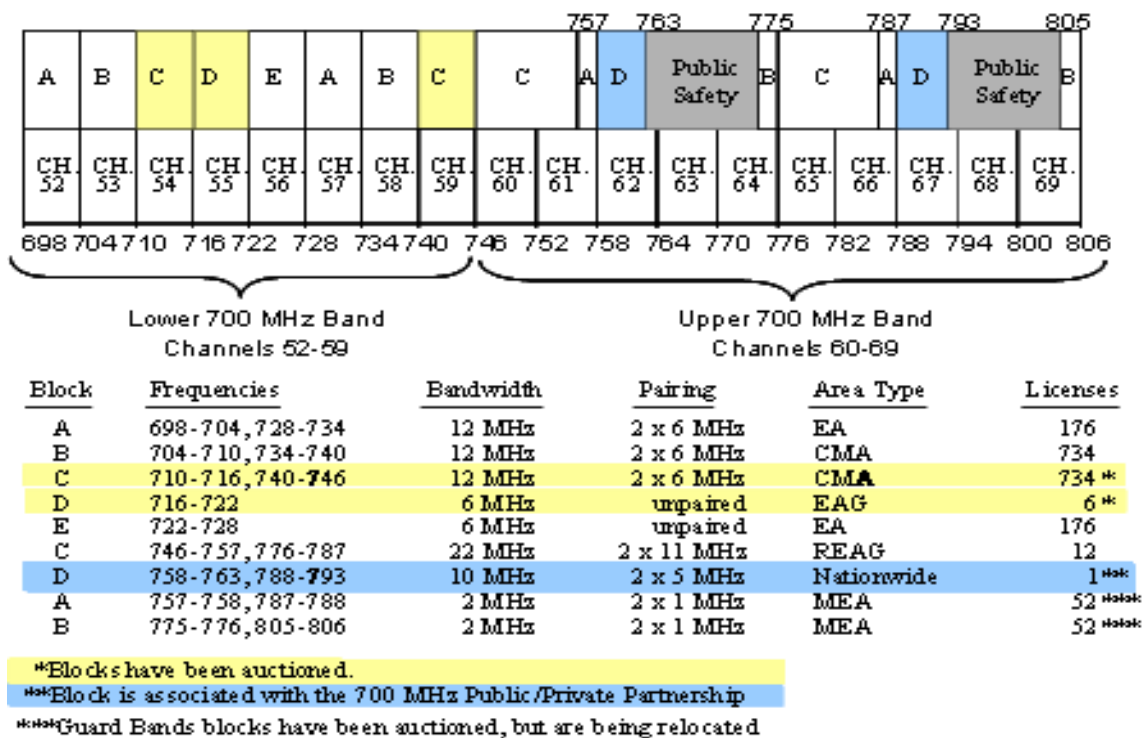 757 763 775 787 793 805
A B C D E A B C C A D Public Safety B C A D Public Safety B
CH. 52 CH. 53 CH. 54 CH. 55 CH. 56 CH. 57 CH. 58 CH. 59 CH. 60 CH. 61 CH. 62 CH. 63 CH. 64 CH. 65 CH. 66 CH. 67 CH. 68 CH. 69
698 704 710 716 722 728 734 740 746 752 758 764 770 776 782 788 794 800 806
Lower 700 MHz Band Upper 700 MHz Band
Channels 52-59 Channels 60-69
Block Frequencies Bandwidth Pairing Area Type Licenses
A 698-704,728-734 12 MHz 2 x 6 MHz EA 176
B 704-710,734-740 12 MHz 2 x 6 MHz CMA 734
C 710-716,740-746 12 MHz 2 x 6 MHz CMA 734*
D 716-722 6 MHz unpaired EAG 6*
E 722-728 6 MHz unpaired EA 176
C 746-757,776-787 22 MHz 2 x 11 MHz REAG 12
D 758-763,788-793 10 MHz 2 x 5 MHz Nationwide 1***
A 757-758,787-788 2 MHz 2 x 1 MHz MEA 52****
B 775-776,805-806 2 MHz 2 x 1 MHz MEA 52****
*Blocks have been auctioned.
***Block is associated with the 700 MHz Public/Private Partnership
****Guard Bands blocks have been auctioned, but are being relocated